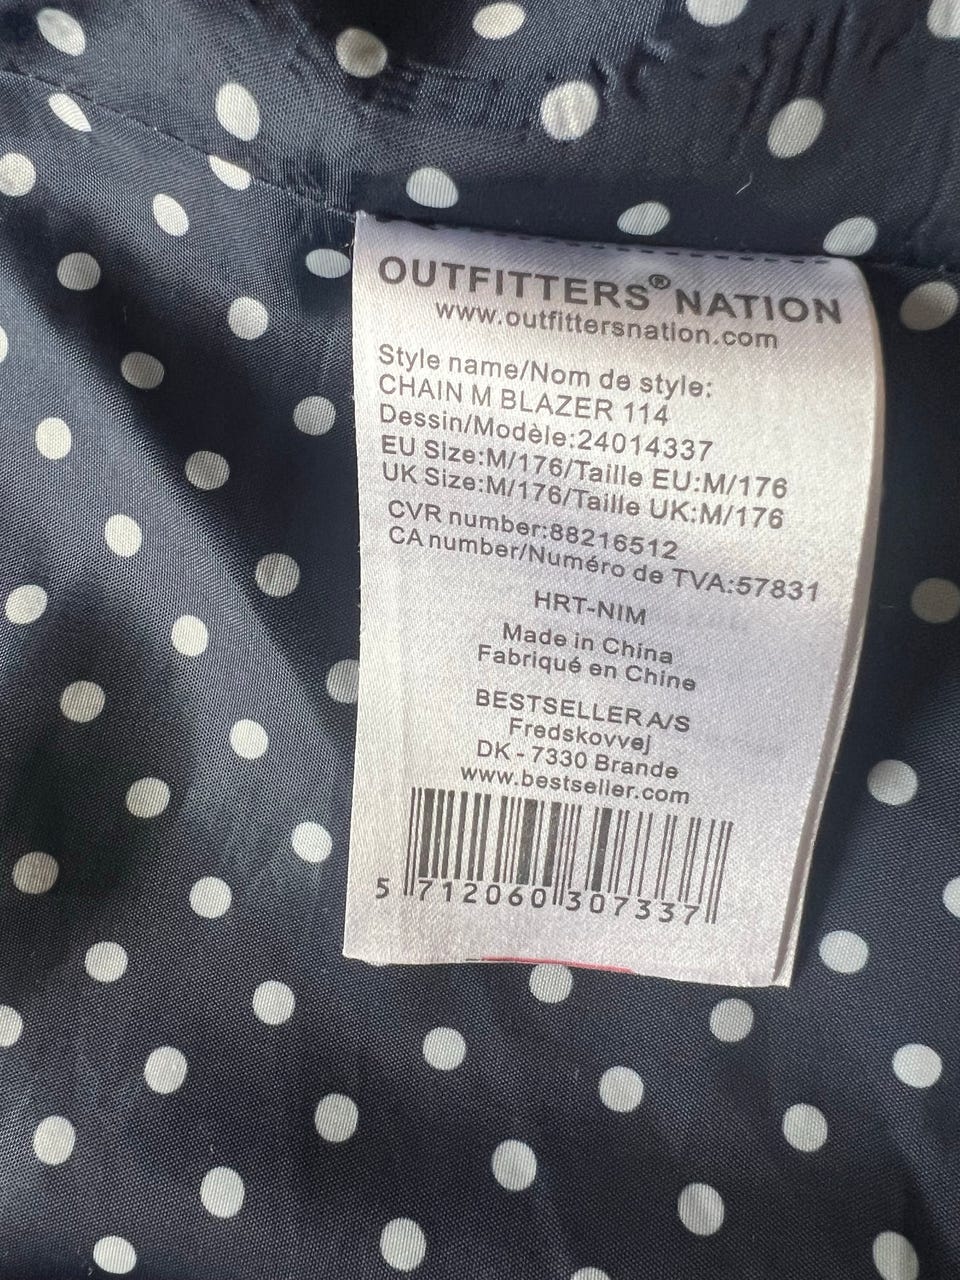 OUTFITTERS® NATION
www.outfittersnation.com
Style name/Nom de style:
CHAIN M BLAZER 114
Dessin/Modèle:24014337
EU Size:M/176/Taille EU:M/176
UK Size:M/176/Taille UK:M/176
CVR number:88216512
CA number/Numéro de TVA:57831
HRT-NIM
Made in China
Fabriqué en Chine
BESTSELLER A/S
Fredskovvej
DK - 7330 Brande
www.bestseller.com
5 712060 307337